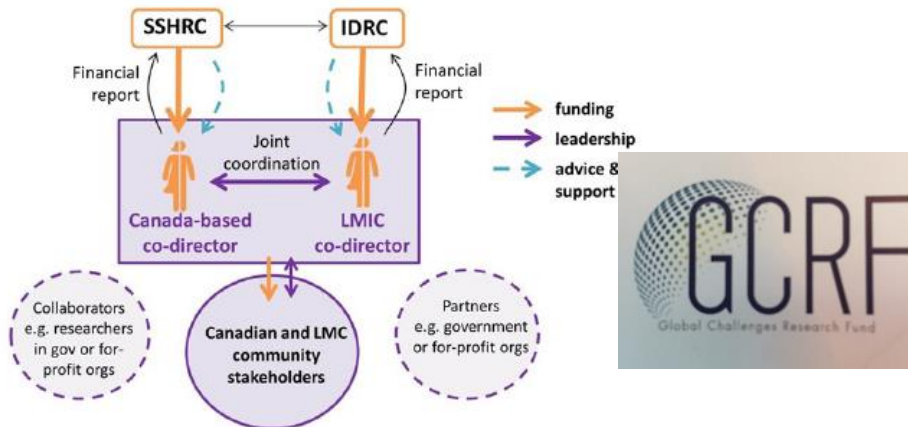 SSHRC
IDRC
Financial
report
Financial
report
Joint
coordination
Canada-based
co-director
LMIC
co-director
funding
leadership
advice &
support
Collaborators
e.g. researchers
in gov or for-
profit orgs
Canadian and LMC
community
stakeholders
Partners
e.g. government
or for-profit orgs
GCRF
Global Challenges Research Fund